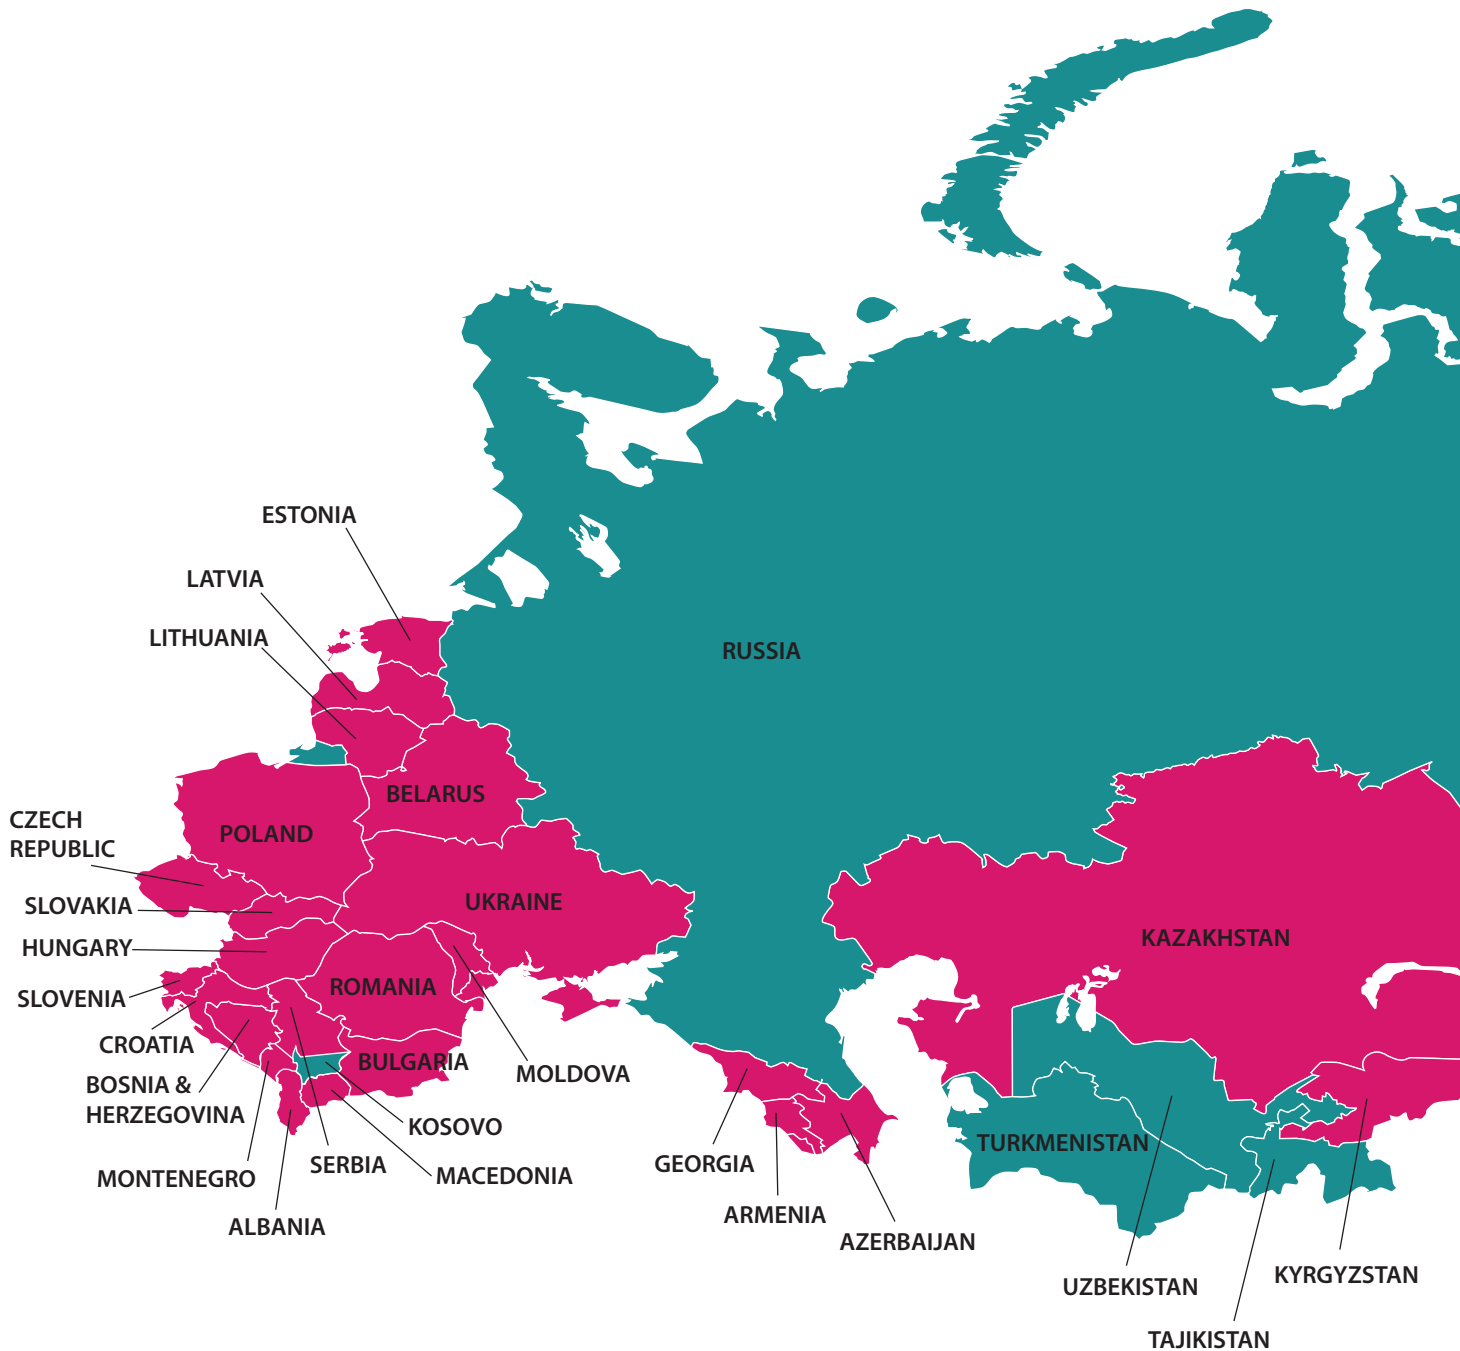 ESTONIA
LATVIA
LITHUANIA
RUSSIA
BELARUS
CZECH
REPUBLIC
POLAND
SLOVAKIA
UKRAINE
HUNGARY
KAZAKHSTAN
SLOVENIA
ROMANIA
CROATIA
BULGARIA
MOLDOVA
BOSNIA &
HERZEGOVINA
KOSOVO
TURKMENISTAN
MONTENEGRO
SERBIA
MACEDONIA
GEORGIA
ALBANIA
ARMENIA
AZERBAIJAN
UZBEKISTAN
KYRGYZSTAN
TAJIKISTAN